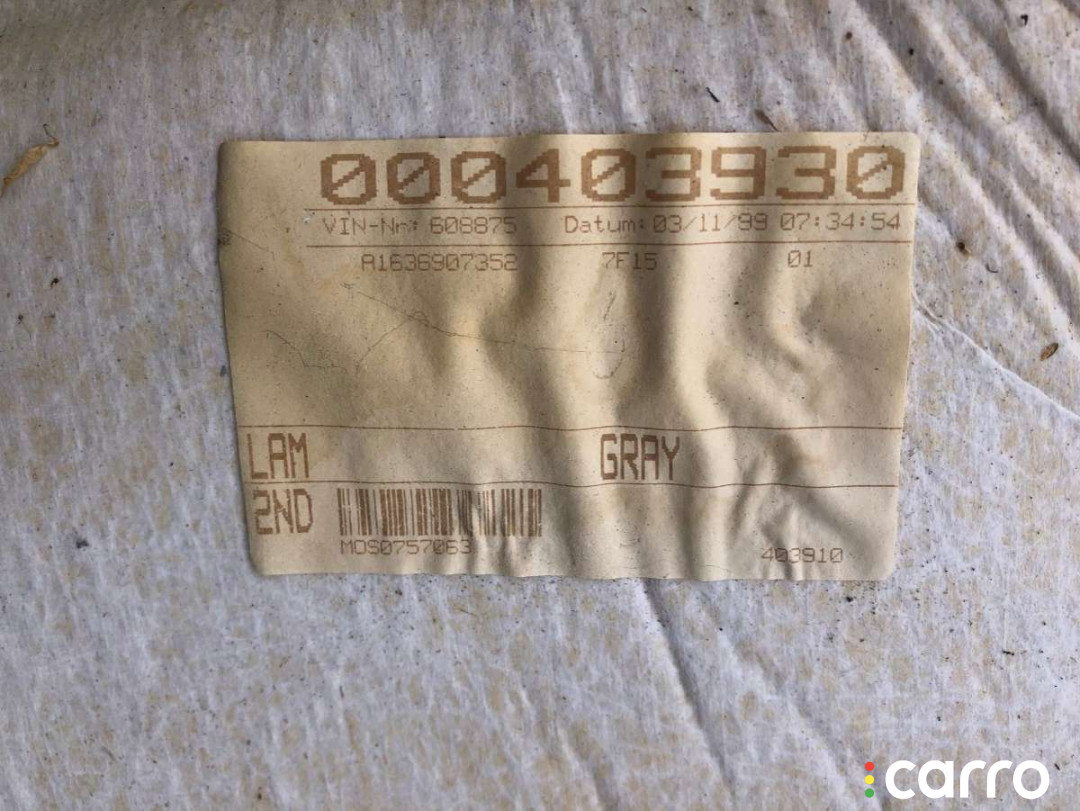 000403930
VIN-Nr: 608875 Datum: 03/11/99 07:34:54
A1636907352 7F15 01
LAM GRAY
2ND
MOS0757063 403910
carro